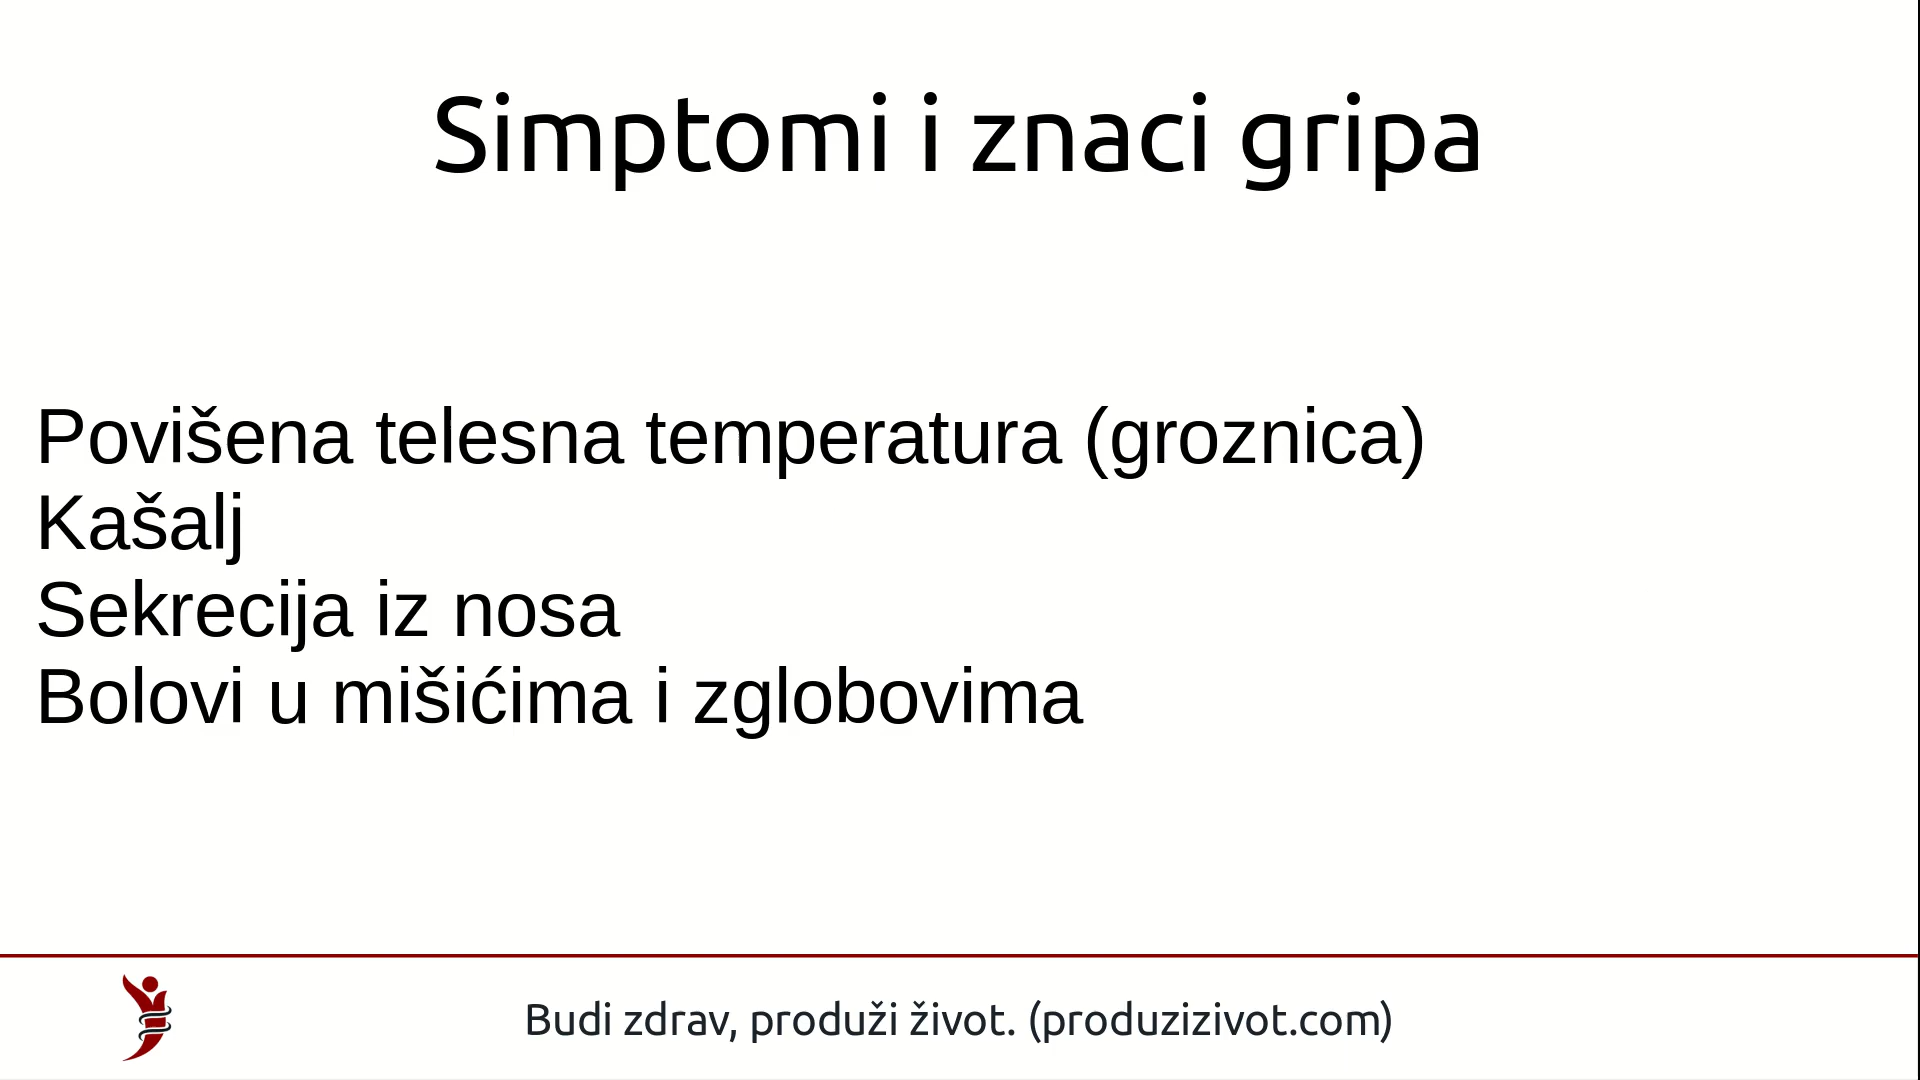 Simptomi i znaci gripa
Povišena telesna temperatura (groznica)
Kašalj
Sekrecija iz nosa
Bolovi u mišićima i zglobovima
Budi zdrav, produži život. (produzizivot.com)